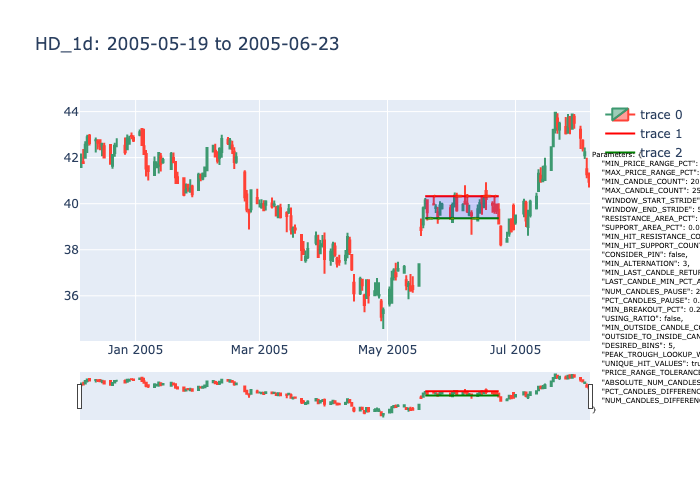 HD_1d: 2005-05-19 to 2005-06-23
44
42
40
38
36
Jan 2005
Mar 2005
May 2005
Jul 2005
trace 0
trace 1
trace 2
Parameters: {
"MIN_PRICE_RANGE_PCT":
"MAX_PRICE_RANGE_PCT":
"MIN_CANDLE_COUNT": 20
"MAX_CANDLE_COUNT": 25
"WINDOW_START_STRIDE"
"WINDOW_END_STRIDE":
"RESISTANCE_AREA_PCT":
"SUPPORT_AREA_PCT": 0.0
"MIN_HIT_RESISTANCE_CO
"MIN_HIT_SUPPORT_COUNT
"CONSIDER_PIN": false,
"MIN_ALTERNATION": 3,
"MIN_LAST_CANDLE_RETUR
"LAST_CANDLE_MIN_PCT_A
"NUM_CANDLES_PAUSE": 2
"PCT_CANDLES_PAUSE": 0.
"MIN_BREAKOUT_PCT": 0.2
"USING_RATIO": false,
"MIN_OUTSIDE_CANDLE_CO
"OUTSIDE_TO_INSIDE_CAN
"DESIRED_BINS": 5,
"PEAK_TROUGH_LOOKUP_W
"UNIQUE_HIT_VALUES": tru
"PRICE_RANGE_TOLERANC
"ABSOLUTE_NUM_CANDLES
"PCT_CANDLES_DIFFERENC
"NUM_CANDLES_DIFFEREN
}